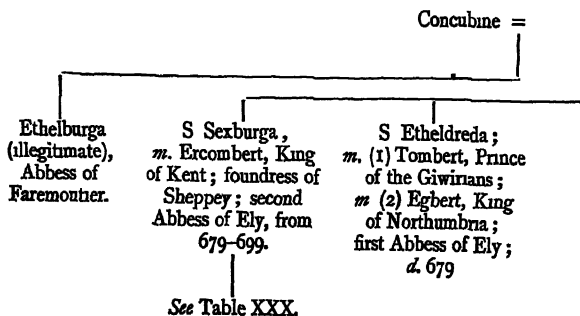 Concubine =
Ethelburga
(illegitimate),
Abbess of
Faremoutier.
S Sexburga,
m. Ercombert, King
of Kent; foundress of
Sheppey; second
Abbess of Ely, from
679–699.
See Table XXX.
S Etheldreda;
m. (1) Tombert, Prince
of the Giwirians;
m (2) Egbert, King
of Northumbria;
first Abbess of Ely;
d. 679